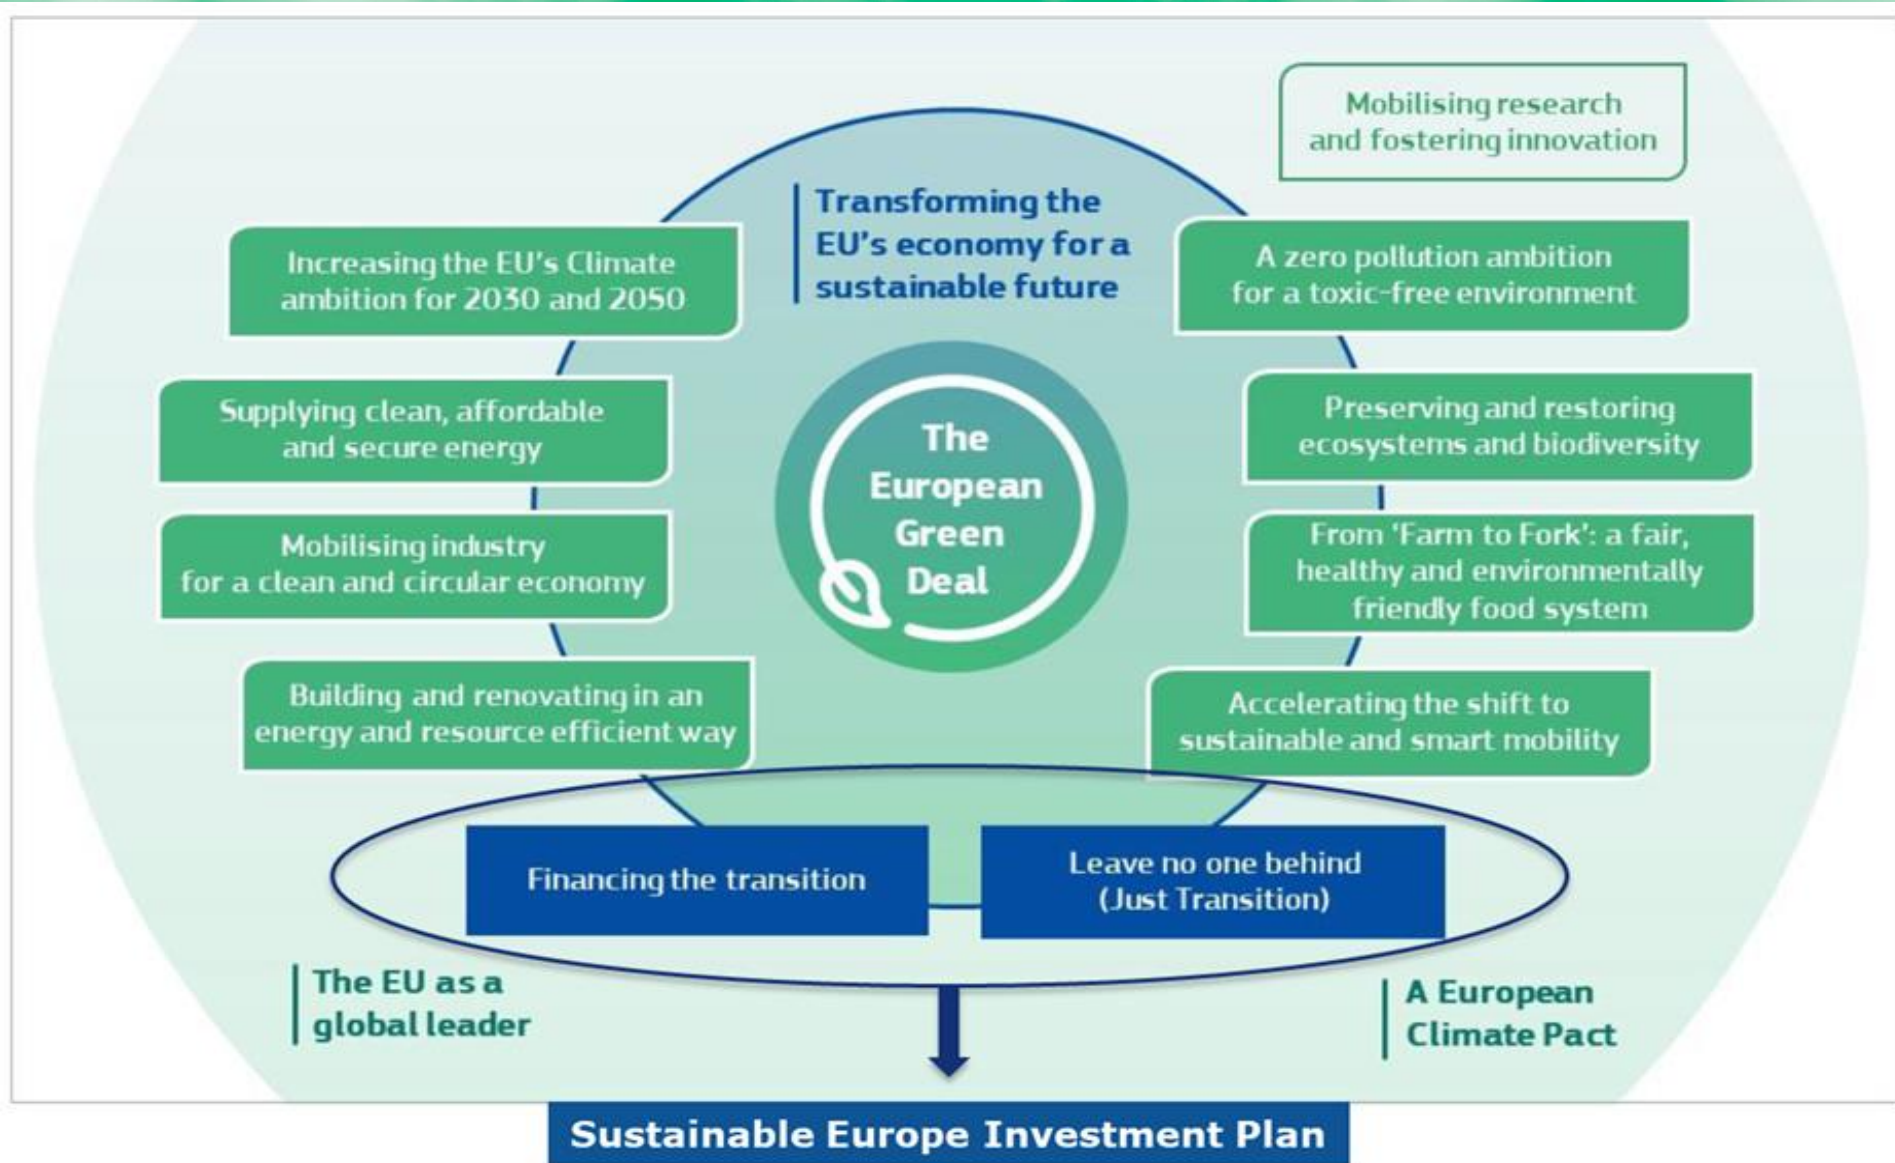 Mobilising research
and fostering innovation
Transforming the
EU's economy for a
sustainable future
Increasing the EU's Climate
ambition for 2030 and 2050
A zero pollution ambition
for a toxic-free environment
Supplying clean, affordable
and secure energy
Preserving and restoring
ecosystems and biodiversity
The
European
Green
Deal
Mobilising industry
for a clean and circular economy
From ‘Farm to Fork’: a fair,
healthy and environmentally
friendly food system
Building and renovating in an
energy and resource efficient way
Accelerating the shift to
sustainable and smart mobility
Financing the transition
Leave no one behind
(Just Transition)
The EU as a
global leader
A European
Climate Pact
Sustainable Europe Investment Plan